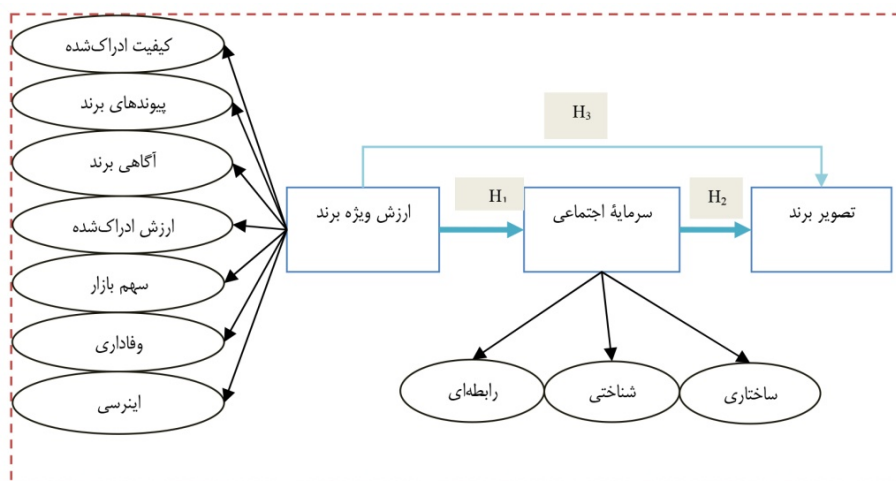 کیفیت ادراک‌شده
پیوندهای برند
آگاهی برند
ارزش ادراک‌شده
سهم بازار
وفاداری
اینرسی
H₃
H₁
H₂
ارزش ویژه برند
سرمایۀ اجتماعی
تصویر برند
رابطه‌ای
شناختی
ساختاری